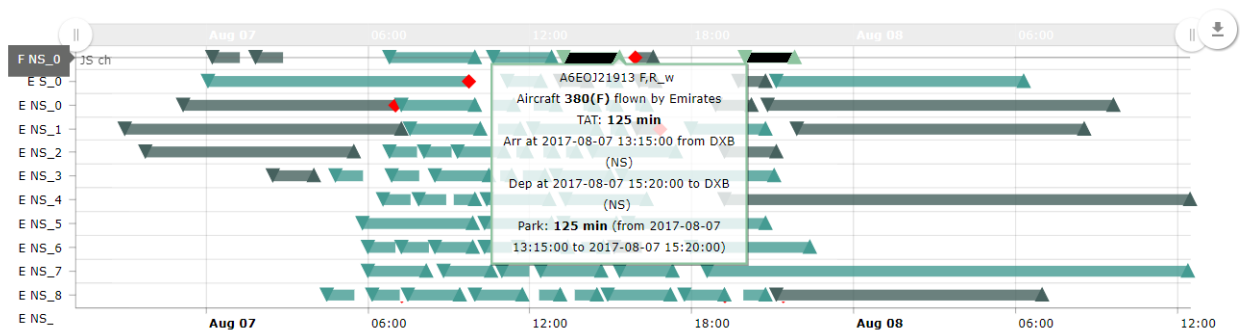 Aug 07 06:00 12:00 18:00 Aug 08 06:00
F NS_0
JS ch
E S_0
E NS_0
E NS_1
E NS_2
E NS_3
E NS_4
E NS_5
E NS_6
E NS_7
E NS_8
E NS_
A6EOJ21913 F,R_w
Aircraft 380(F) flown by Emirates
TAT: 125 min
Arr at 2017-08-07 13:15:00 from DXB
(NS)
Dep at 2017-08-07 15:20:00 to DXB
(NS)
Park: 125 min (from 2017-08-07
13:15:00 to 2017-08-07 15:20:00)
Aug 07 06:00 12:00 18:00 Aug 08 06:00 12:00